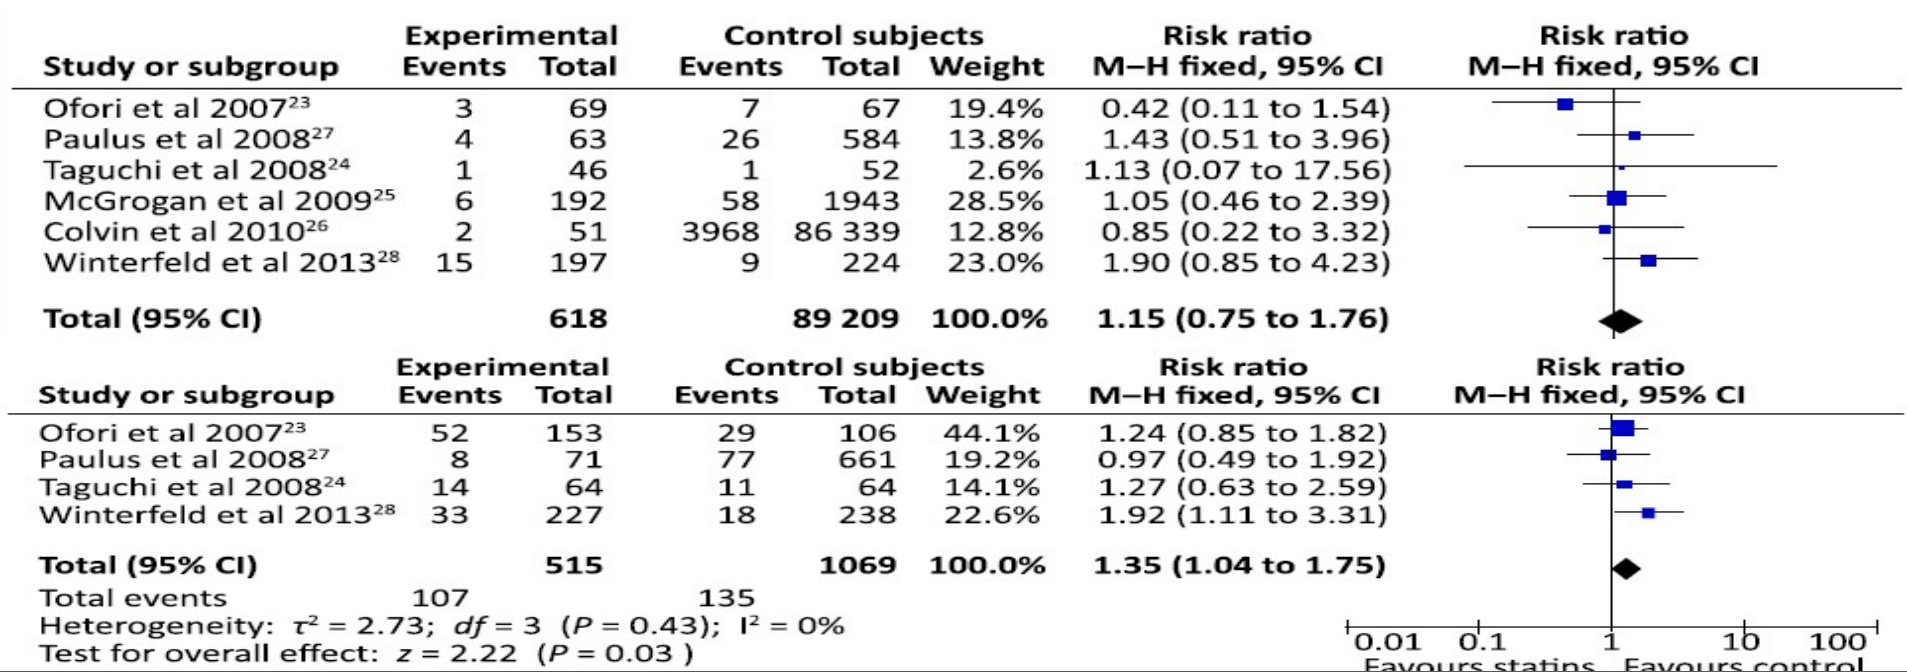 Experimental Control subjects Risk ratio Risk ratio
Study or subgroup Events Total Events Total Weight M–H fixed, 95% CI M–H fixed, 95% CI
Ofori et al 2007²³ 3 69 7 67 19.4% 0.42 (0.11 to 1.54)
Paulus et al 2008²⁷ 4 63 26 584 13.8% 1.43 (0.51 to 3.96)
Taguchi et al 2008²⁴ 1 46 1 52 2.6% 1.13 (0.07 to 17.56)
McGrogan et al 2009²⁵ 6 192 58 1943 28.5% 1.05 (0.46 to 2.39)
Colvin et al 2010²⁶ 2 51 3968 86 339 12.8% 0.85 (0.22 to 3.32)
Winterfeld et al 2013²⁸ 15 197 9 224 23.0% 1.90 (0.85 to 4.23)
Total (95% CI) 618 89 209 100.0% 1.15 (0.75 to 1.76)
Experimental Control subjects Risk ratio Risk ratio
Study or subgroup Events Total Events Total Weight M–H fixed, 95% CI M–H fixed, 95% CI
Ofori et al 2007²³ 52 153 29 106 44.1% 1.24 (0.85 to 1.82)
Paulus et al 2008²⁷ 8 71 77 661 19.2% 0.97 (0.49 to 1.92)
Taguchi et al 2008²⁴ 14 64 11 64 14.1% 1.27 (0.63 to 2.59)
Winterfeld et al 2013²⁸ 33 227 18 238 22.6% 1.92 (1.11 to 3.31)
Total (95% CI) 515 1069 100.0% 1.35 (1.04 to 1.75)
Total events 107 135
Heterogeneity: τ² = 2.73; df = 3 (P = 0.43); I² = 0%
Test for overall effect: z = 2.22 (P = 0.03 )
0.01 0.1 1 10 100
Favours statins Favours control